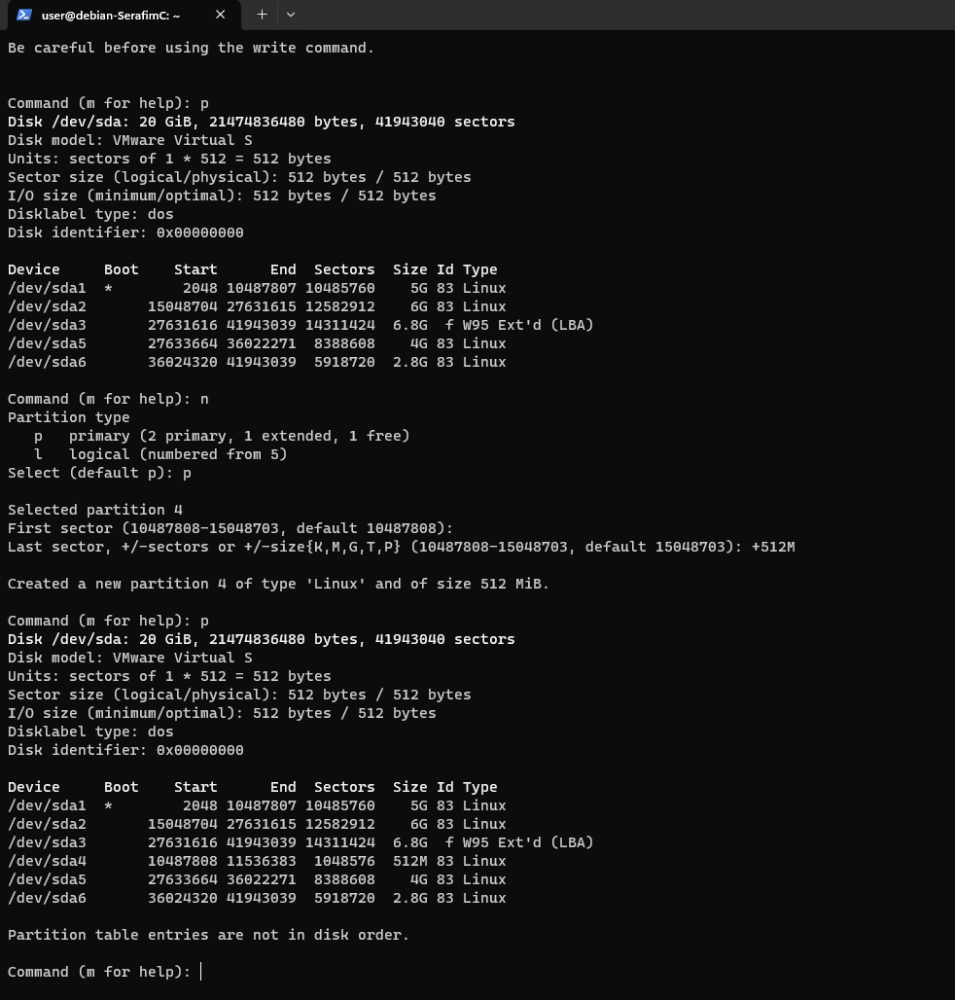 user@debian-SerafimC: ~
Be careful before using the write command.
Command (m for help): p
Disk /dev/sda: 20 GiB, 21474836480 bytes, 41943040 sectors
Disk model: VMware Virtual S
Units: sectors of 1 * 512 = 512 bytes
Sector size (logical/physical): 512 bytes / 512 bytes
I/O size (minimum/optimal): 512 bytes / 512 bytes
Disklabel type: dos
Disk identifier: 0x00000000
Device     Boot    Start      End  Sectors  Size Id Type
/dev/sda1  *        2048 10487807 10485760    5G 83 Linux
/dev/sda2       15048704 27631615 12582912    6G 83 Linux
/dev/sda3       27631616 41943039 14311424  6.8G  f W95 Ext'd (LBA)
/dev/sda5       27633664 36022271  8388608    4G 83 Linux
/dev/sda6       36024320 41943039  5918720  2.8G 83 Linux
Command (m for help): n
Partition type
   p   primary (2 primary, 1 extended, 1 free)
   l   logical (numbered from 5)
Select (default p): p
Selected partition 4
First sector (10487808-15048703, default 10487808):
Last sector, +/-sectors or +/-size{K,M,G,T,P} (10487808-15048703, default 15048703): +512M
Created a new partition 4 of type 'Linux' and of size 512 MiB.
Command (m for help): p
Disk /dev/sda: 20 GiB, 21474836480 bytes, 41943040 sectors
Disk model: VMware Virtual S
Units: sectors of 1 * 512 = 512 bytes
Sector size (logical/physical): 512 bytes / 512 bytes
I/O size (minimum/optimal): 512 bytes / 512 bytes
Disklabel type: dos
Disk identifier: 0x00000000
Device     Boot    Start      End  Sectors  Size Id Type
/dev/sda1  *        2048 10487807 10485760    5G 83 Linux
/dev/sda2       15048704 27631615 12582912    6G 83 Linux
/dev/sda3       27631616 41943039 14311424  6.8G  f W95 Ext'd (LBA)
/dev/sda4       10487808 11536383  1048576  512M 83 Linux
/dev/sda5       27633664 36022271  8388608    4G 83 Linux
/dev/sda6       36024320 41943039  5918720  2.8G 83 Linux
Partition table entries are not in disk order.
Command (m for help):